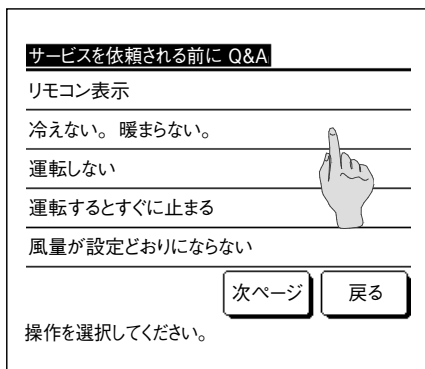 サービスを依頼される前に Q&A
リモコン表示
冷えない。暖まらない。
運転しない
運転するとすぐに止まる
風量が設定どおりにならない
次ページ 戻る
操作を選択してください。